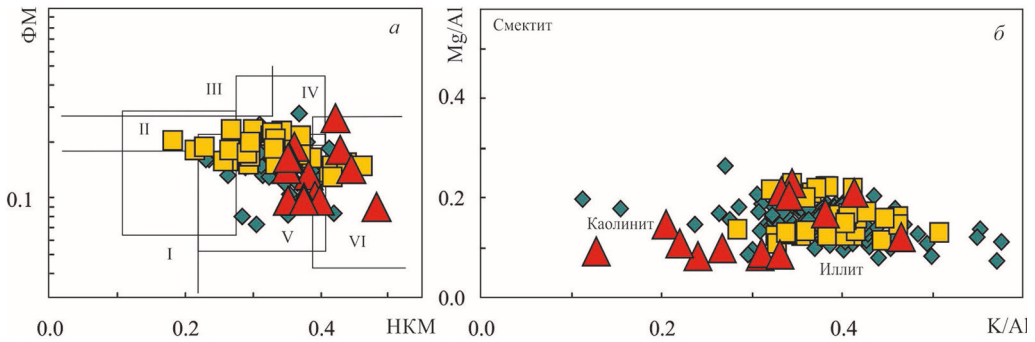 ФМ
а
III
IV
II
0.1
I
V
VI
0.0
0.2
0.4
НКМ
Mg/Al
Смектит
б
0.4
0.2
Каолинит
Иллит
0.0
0.0
0.2
0.4
K/Al